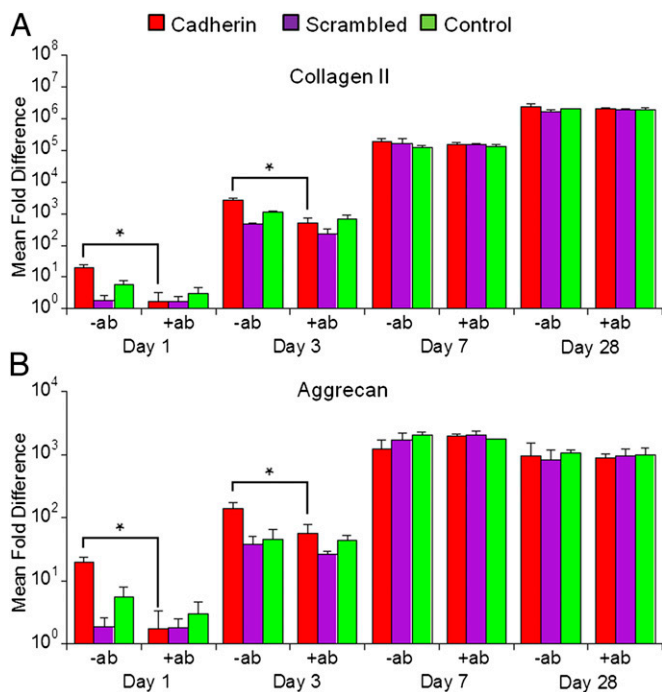 A
Cadherin Scrambled Control
Collagen II
Mean Fold Difference
10^8
10^7
10^6
10^5
10^4
10^3
10^2
10^1
10^0
*
*
-ab +ab -ab +ab -ab +ab -ab +ab
Day 1 Day 3 Day 7 Day 28
B
Aggrecan
Mean Fold Difference
10^4
10^3
10^2
10^1
10^0
*
*
-ab +ab -ab +ab -ab +ab -ab +ab
Day 1 Day 3 Day 7 Day 28